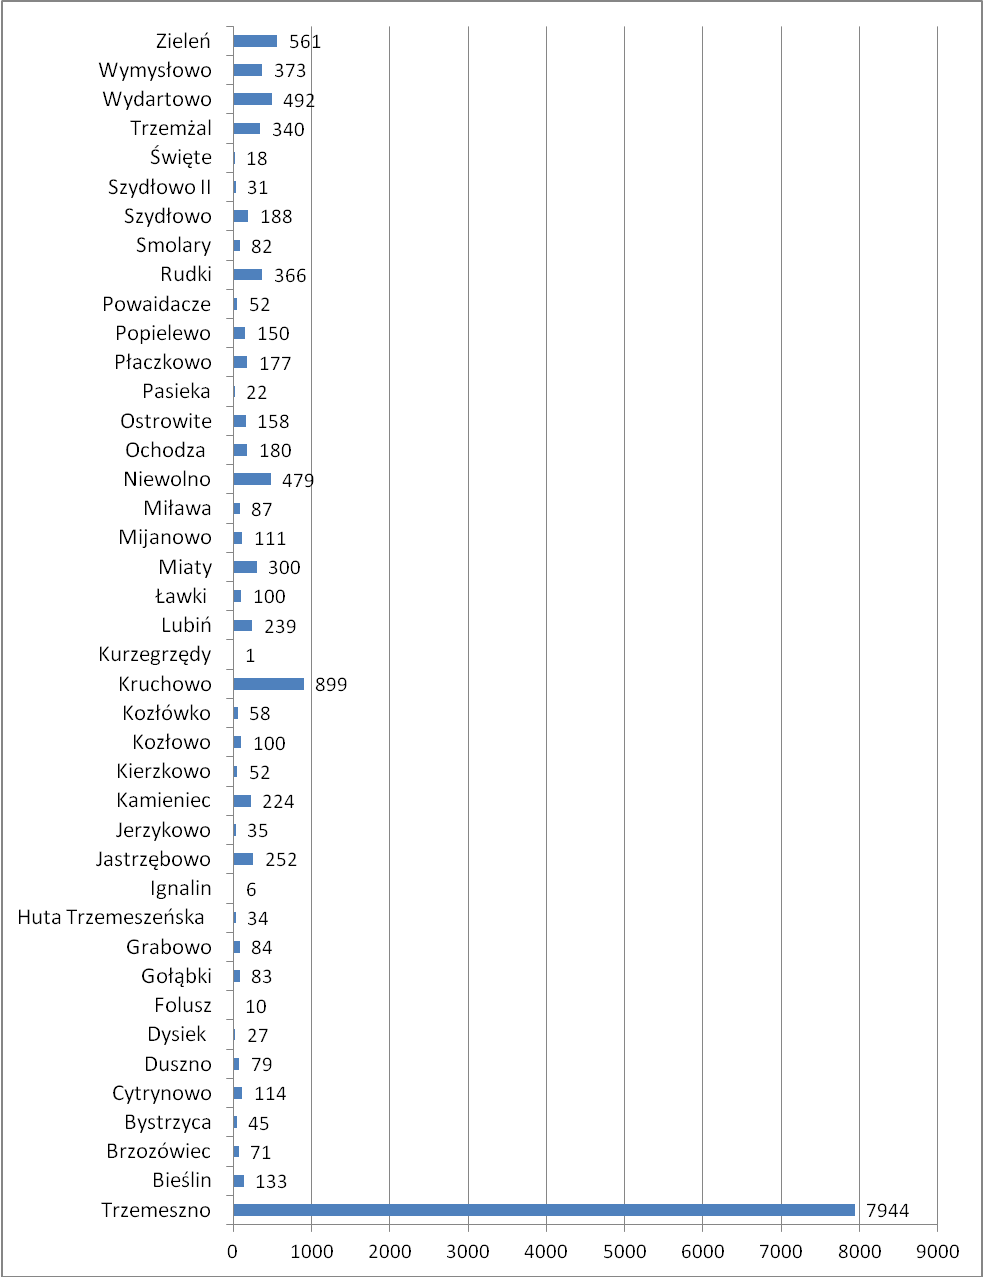 Zieleń 561
Wymysłowo 373
Wydartowo 492
Trzemżal 340
Święte 18
Szydłowo II 31
Szydłowo 188
Smolary 82
Rudki 366
Powaidacze 52
Popielewo 150
Płaczkowo 177
Pasieka 22
Ostrowite 158
Ochodza 180
Niewolno 479
Miława 87
Mijanowo 111
Miaty 300
Ławki 100
Lubiń 239
Kurzegrzędy 1
Kruchowo 899
Kozłówko 58
Kozłowo 100
Kierzkowo 52
Kamieniec 224
Jerzykowo 35
Jastrzębowo 252
Ignalin 6
Huta Trzemeszeńska 34
Grabowo 84
Gołąbki 83
Folusz 10
Dysiek 27
Duszno 79
Cytrynowo 114
Bystrzyca 45
Brzozówiec 71
Bieślin 133
Trzemeszno 7944
0 1000 2000 3000 4000 5000 6000 7000 8000 9000